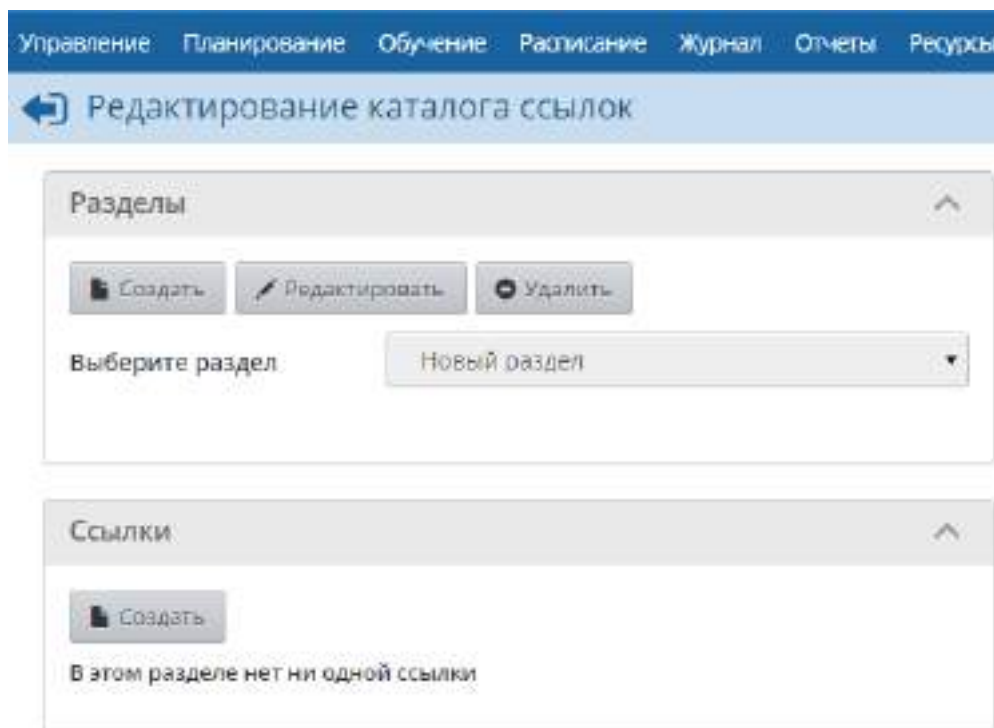 Управление Планирование Обучение Расписание Журнал Отчеты Ресурсы
Редактирование каталога ссылок
Разделы
Создать Редактировать Удалить
Выберите раздел Новый раздел
Ссылки
Создать
В этом разделе нет ни одной ссылки